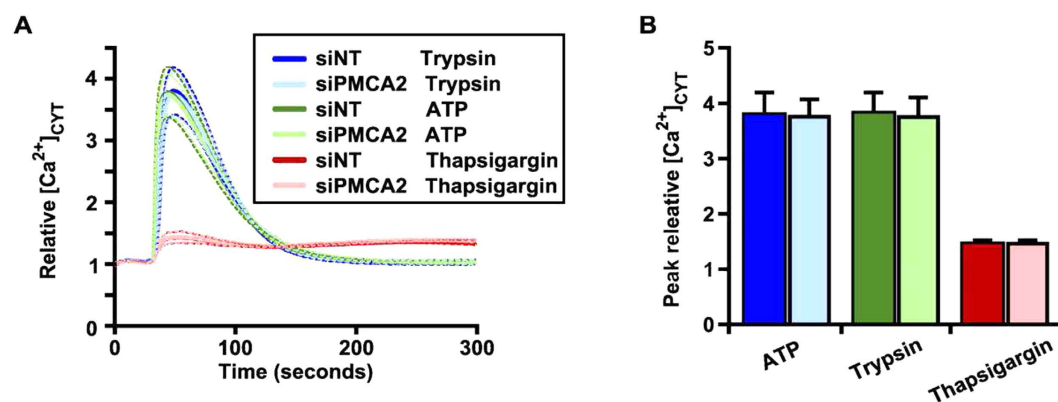 A
Relative [Ca²⁺]CYT
4
3
2
1
0
0 100 200 300
Time (seconds)
siNT Trypsin
siPMCA2 Trypsin
siNT ATP
siPMCA2 ATP
siNT Thapsigargin
siPMCA2 Thapsigargin
B
Peak releative [Ca²⁺]CYT
5
4
3
2
1
0
ATP
Trypsin
Thapsigargin